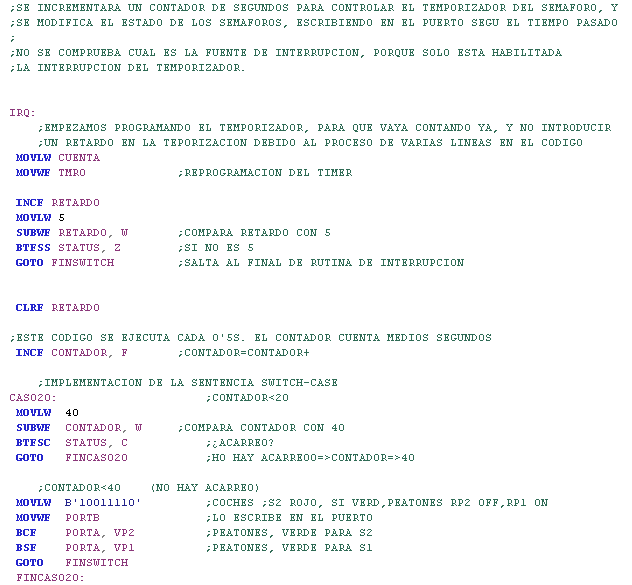 ;SE INCREMENTARA UN CONTADOR DE SEGUNDOS PARA CONTROLAR EL TEMPORIZADOR DEL SEMAFORO, Y
;SE MODIFICA EL ESTADO DE LOS SEMAFOROS, ESCRIBIENDO EN EL PUERTO SEGU EL TIEMPO PASADO
;
;NO SE COMPRUEBA CUAL ES LA FUENTE DE INTERRUPCION, PORQUE SOLO ESTA HABILITADA
;LA INTERRUPCION DEL TEMPORIZADOR.
IRQ:
;EMPEZAMOS PROGRAMANDO EL TEMPORIZADOR, PARA QUE VAYA CONTANDO YA, Y NO INTRODUCIR
;UN RETARDO EN LA TEPORIZACION DEBIDO AL PROCESO DE VARIAS LINEAS EN EL CODIGO
MOVLW CUENTA
MOVWF TMR0 ;REPROGRAMACION DEL TIMER
INCF RETARDO
MOVLW 5
SUBWF RETARDO, W ;COMPARA RETARDO CON 5
BTFSS STATUS, Z ;SI NO ES 5
GOTO FINSWITCH ;SALTA AL FINAL DE RUTINA DE INTERRUPCION
CLRF RETARDO
;ESTE CODIGO SE EJECUTA CADA 0'5S. EL CONTADOR CUENTA MEDIOS SEGUNDOS
INCF CONTADOR, F ;CONTADOR=CONTADOR+
;IMPLEMENTACION DE LA SENTENCIA SWITCH-CASE
CASO20: ;CONTADOR<20
MOVLW 40
SUBWF CONTADOR, W ;COMPARA CONTADOR CON 40
BTFSC STATUS, C ;¿ACARREO?
GOTO FINCASO20 ;HO HAY ACARREO0=>CONTADOR=>40
;CONTADOR<40 (NO HAY ACARREO)
MOVLW B'10011110' ;COCHES ;S2 ROJO, SI VERD,PEATONES RP2 OFF,RP1 ON
MOVWF PORTB ;LO ESCRIBE EN EL PUERTO
BCF PORTA, VP2 ;PEATONES, VERDE PARA S2
BSF PORTA, VP1 ;PEATONES, VERDE PARA S1
GOTO FINSWITCH
FINCASO20: